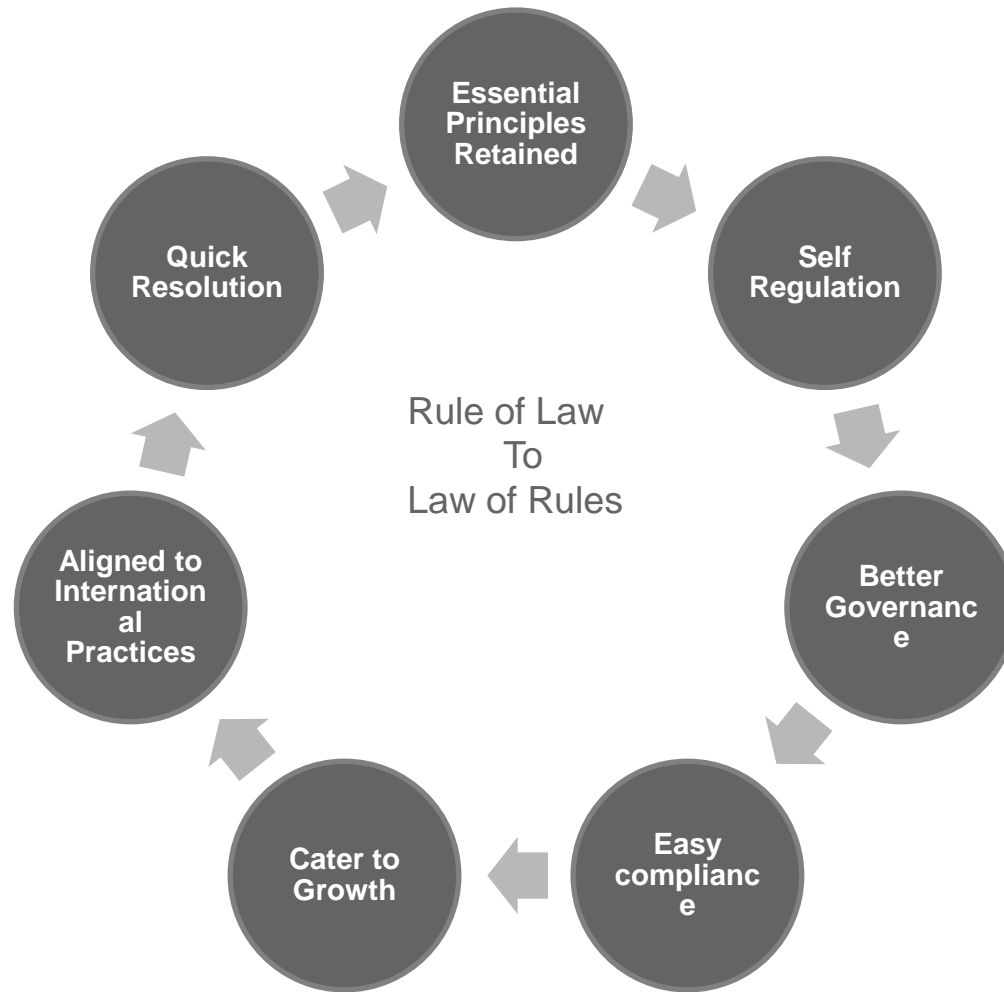 Essential
Principles
Retained
Self
Regulation
Better
Governanc
e
Easy
complianc
e
Cater to
Growth
Aligned to
Internation
al
Practices
Quick
Resolution
Rule of Law
To
Law of Rules